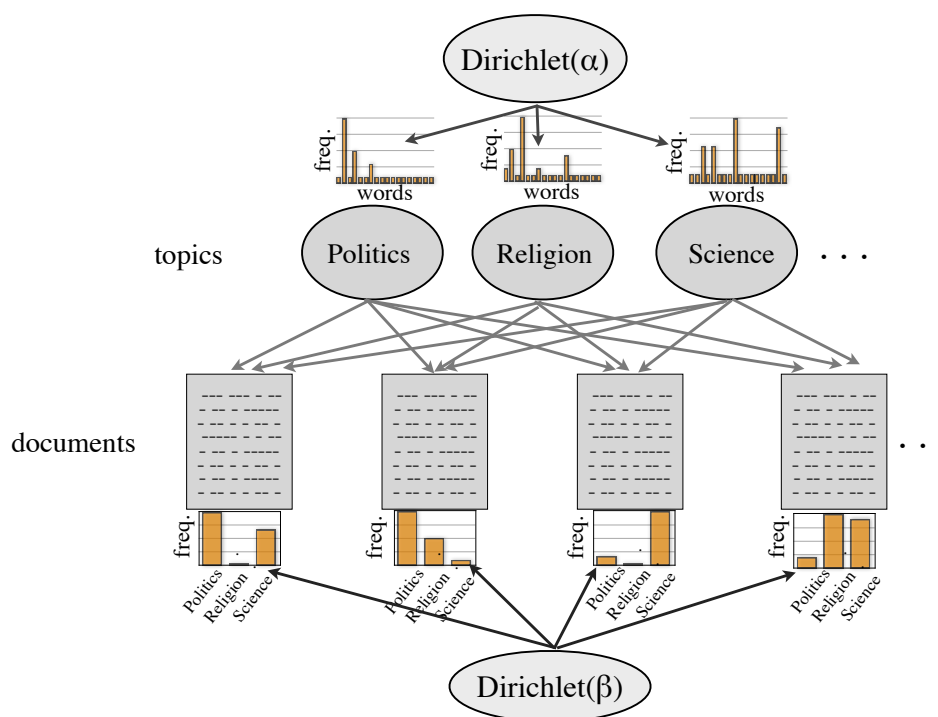 Dirichlet(α)
freq.
freq.
freq.
words
words
words
topics
Politics
Religion
Science
. . .
documents
. .
freq.
freq.
freq.
freq.
Politics
Religion
Science
Politics
Religion
Science
Politics
Religion
Science
Politics
Religion
Science
Dirichlet(β)